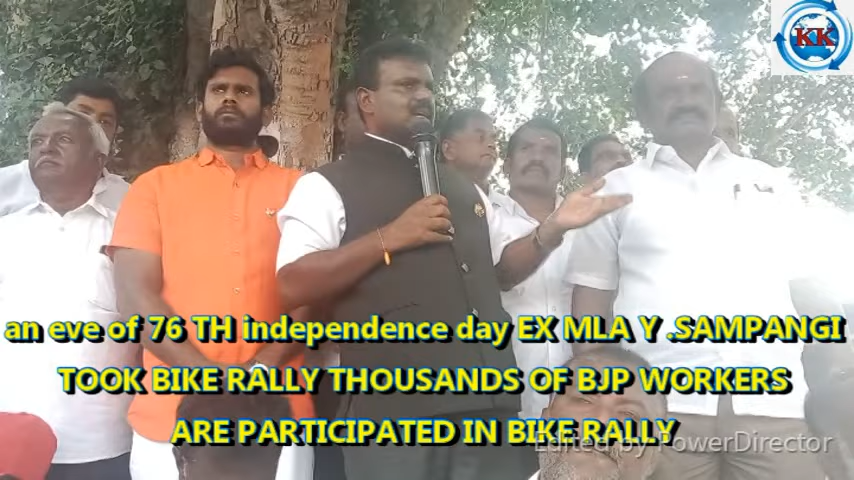 KK
an eve of 76 TH independence day EX MLA Y .SAMPANGI
TOOK BIKE RALLY THOUSANDS OF BJP WORKERS
ARE PARTICIPATED IN BIKE RALLY
Edited by PowerDirector